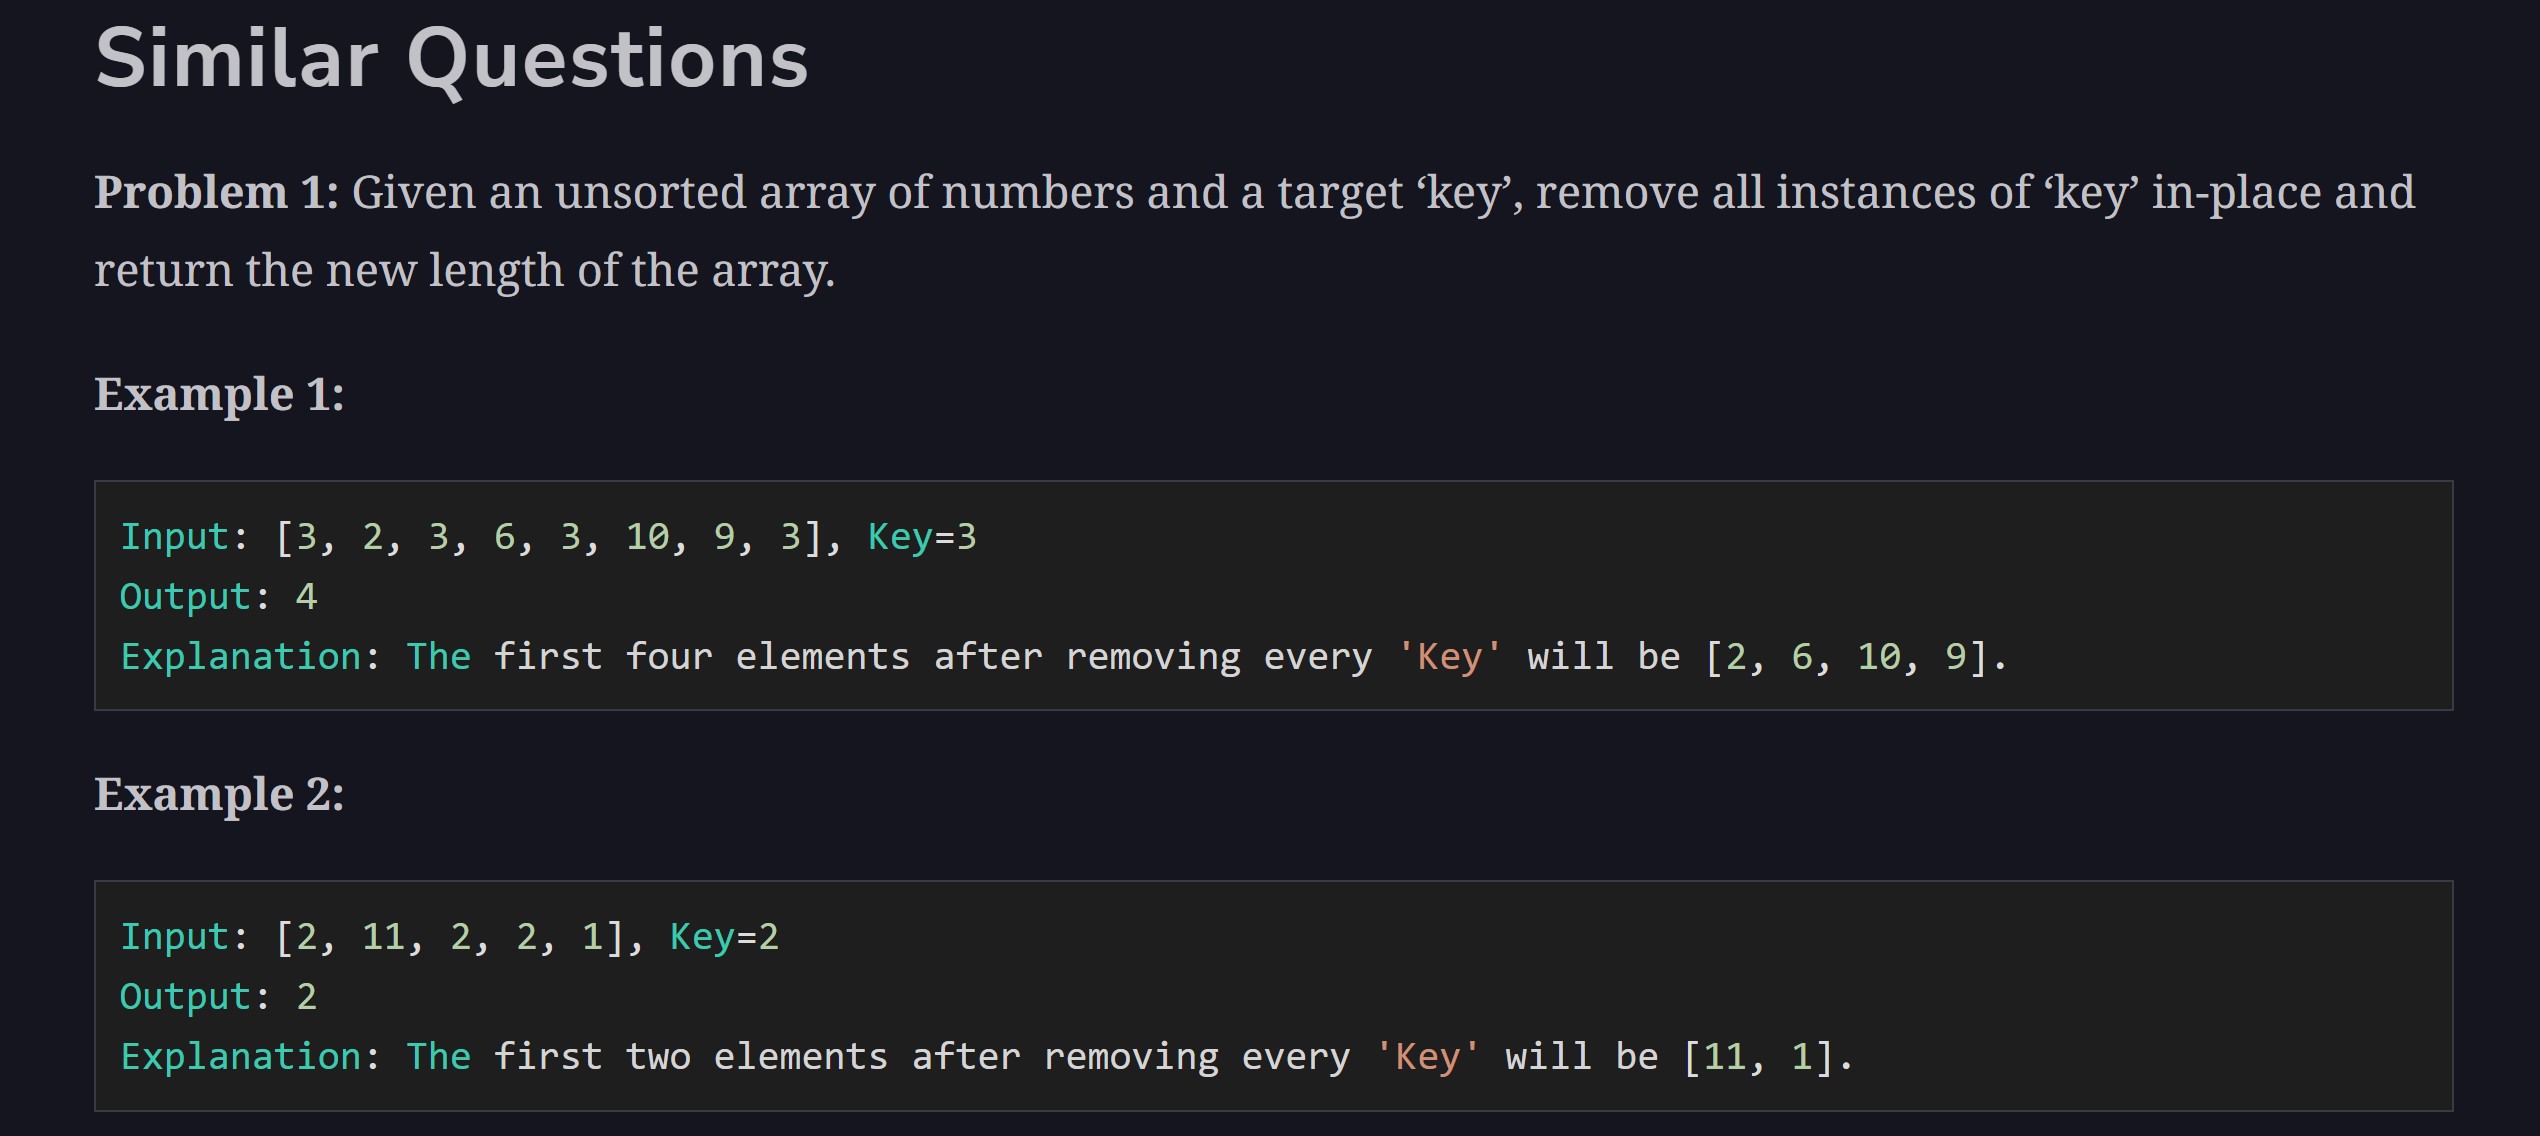 Similar Questions
Problem 1: Given an unsorted array of numbers and a target ‘key’, remove all instances of ‘key’ in-place and
return the new length of the array.
Example 1:
Input: [3, 2, 3, 6, 3, 10, 9, 3], Key=3
Output: 4
Explanation: The first four elements after removing every 'Key' will be [2, 6, 10, 9].
Example 2:
Input: [2, 11, 2, 2, 1], Key=2
Output: 2
Explanation: The first two elements after removing every 'Key' will be [11, 1].